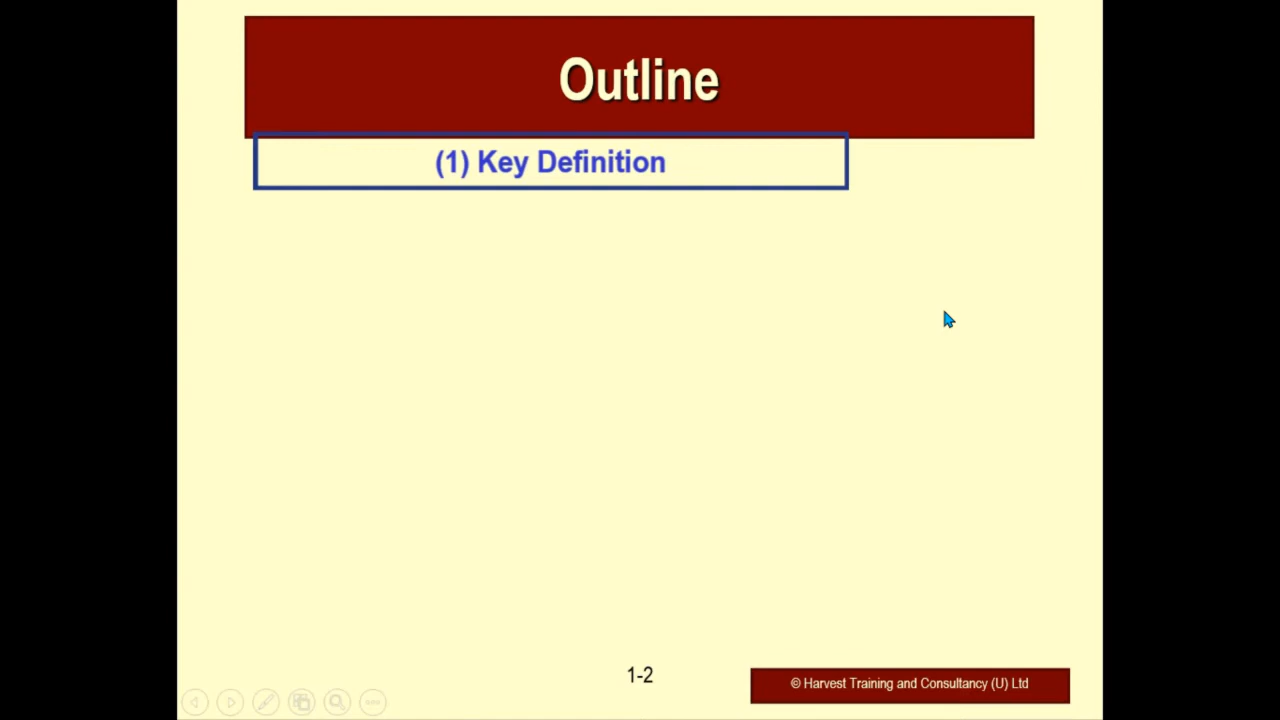 Outline
(1) Key Definition
1-2
© Harvest Training and Consultancy (U) Ltd